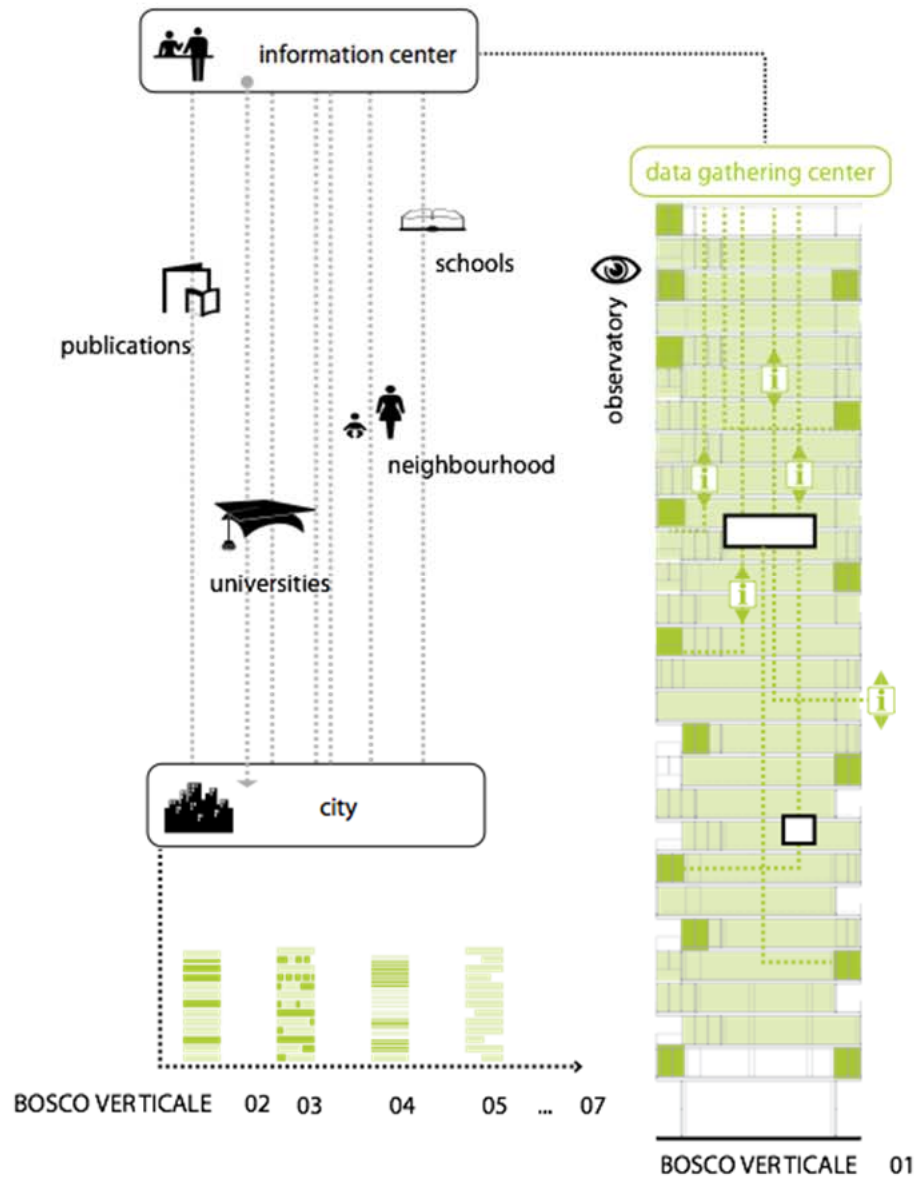 information center
data gathering center
schools
observatory
publications
neighbourhood
universities
i
i
i
i
i
city
BOSCO VERTICALE 02 03 04 05 ... 07
BOSCO VERTICALE 01